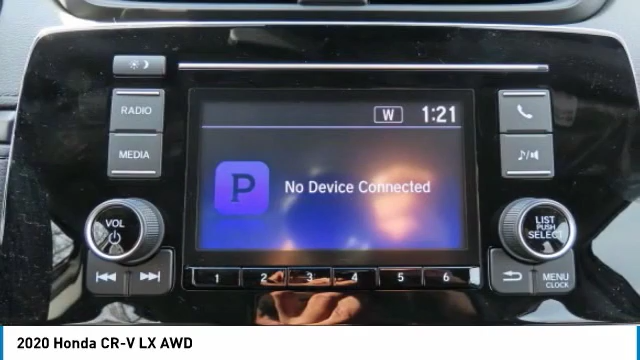 W 1:21
RADIO
MEDIA
P
No Device Connected
VOL
LIST
PUSH
SELECT
1 2 3 4 5 6
MENU
CLOCK
2020 Honda CR-V LX AWD